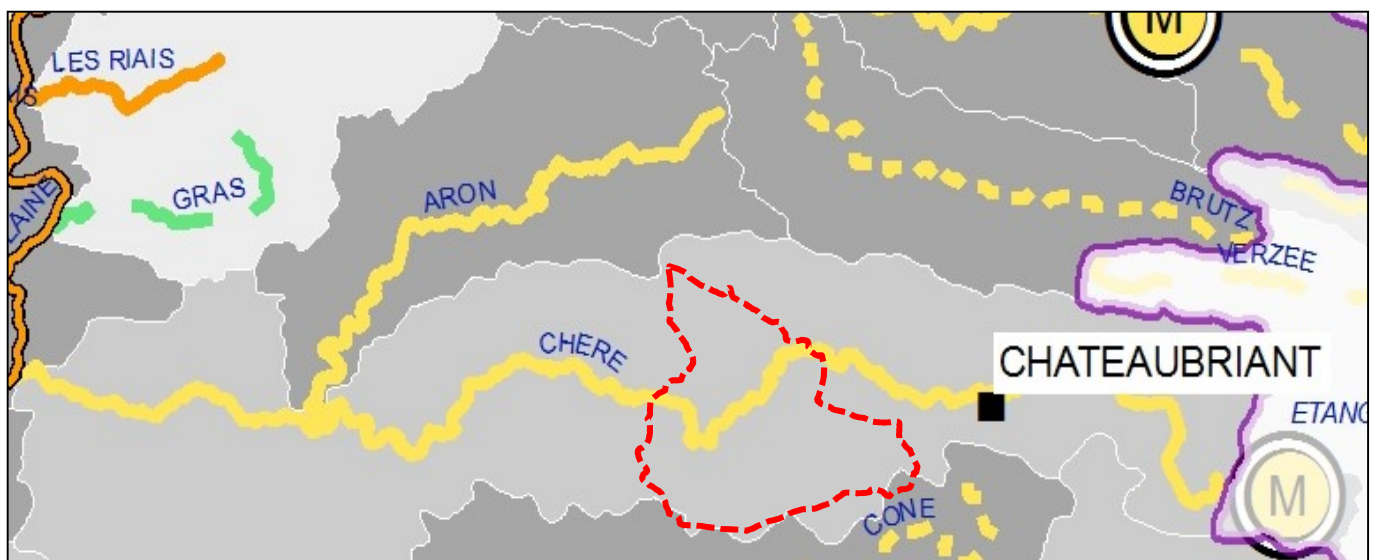 M
LES RIAIS
GRAS
ARON
BRUTZ
VERZEE
LAINE
CHERE
CHATEAUBRIANT
ETANG
M
CONE